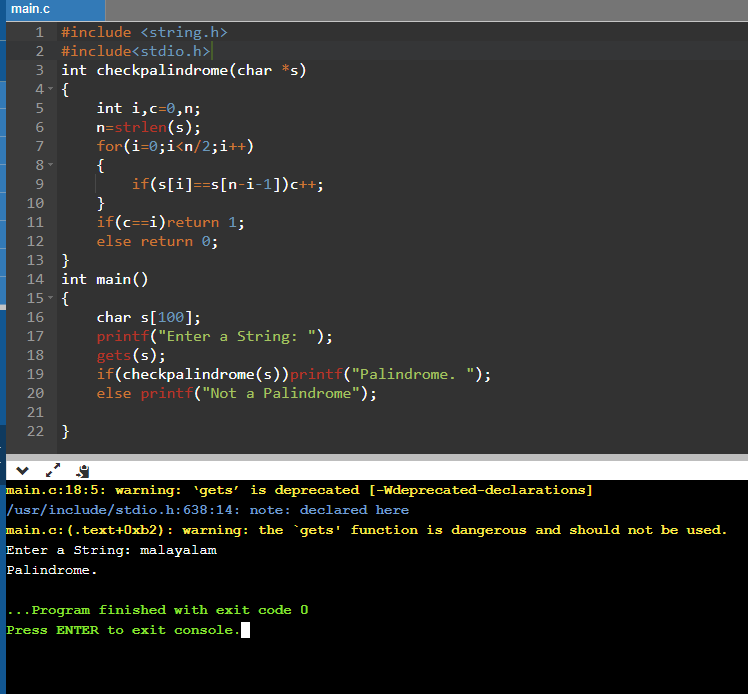 main.c
1 #include <string.h>
2 #include<stdio.h>
3 int checkpalindrome(char *s)
4 {
5     int i,c=0,n;
6     n=strlen(s);
7     for(i=0;i<n/2;i++)
8     {
9         if(s[i]==s[n-i-1])c++;
10     }
11     if(c==i)return 1;
12     else return 0;
13 }
14 int main()
15 {
16     char s[100];
17     printf("Enter a String: ");
18     gets(s);
19     if(checkpalindrome(s))printf("Palindrome. ");
20     else printf("Not a Palindrome");
21
22 }
main.c:18:5: warning: ‘gets’ is deprecated [-Wdeprecated-declarations]
/usr/include/stdio.h:638:14: note: declared here
main.c:(.text+0xb2): warning: the `gets' function is dangerous and should not be used.
Enter a String: malayalam
Palindrome.
...Program finished with exit code 0
Press ENTER to exit console.